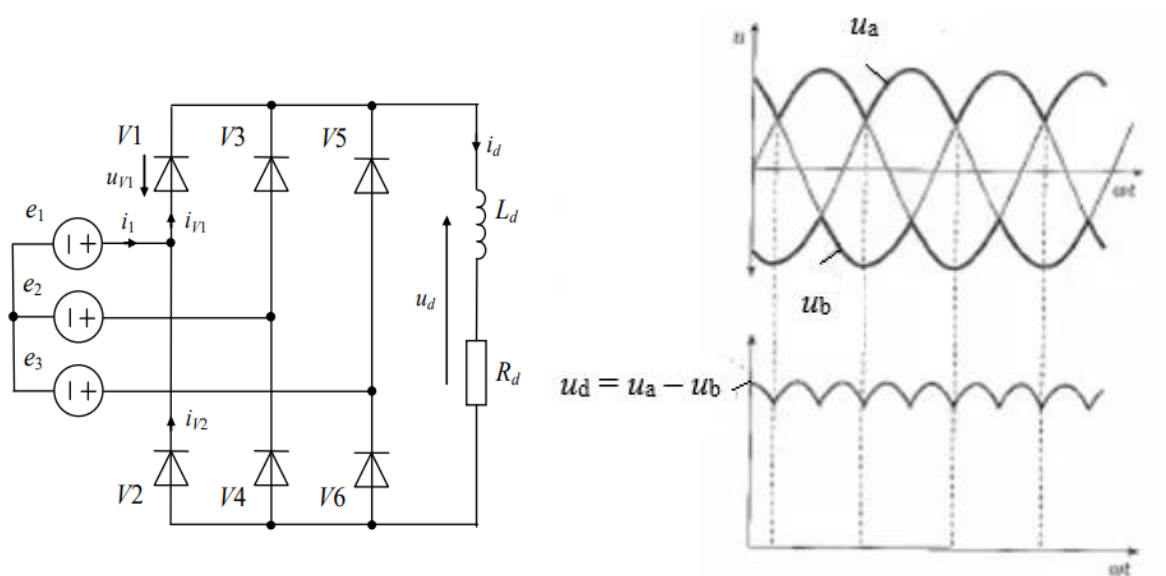 V1
V3
V5
u_V1
i_d
e_1
i_1
i_V1
L_d
e_2
u_d
e_3
R_d
i_V2
V2
V4
V6
u
u_a
ωt
u_b
u_d = u_a − u_b
ωt